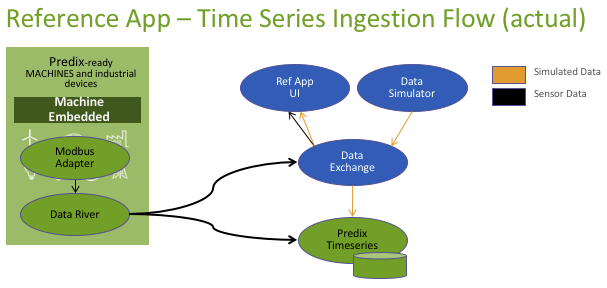 Reference App – Time Series Ingestion Flow (actual)
Predix-ready
MACHINES and industrial
devices
Machine
Embedded
Modbus
Adapter
Data River
Ref App
UI
Data
Simulator
Data
Exchange
Predix
Timeseries
Simulated Data
Sensor Data